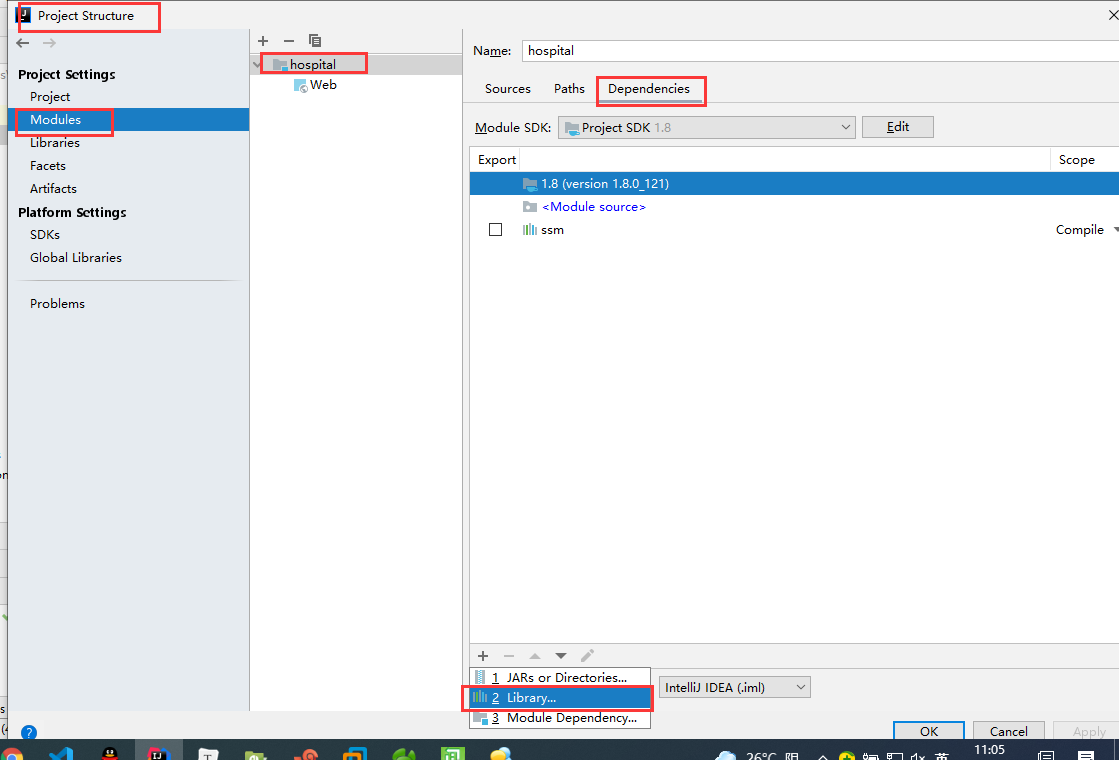 Project Structure
Project Settings
Project
Modules
Libraries
Facets
Artifacts
Platform Settings
SDKs
Global Libraries
Problems
hospital
Web
Name: hospital
Sources Paths Dependencies
Module SDK: Project SDK 1.8 Edit
Export Scope
1.8 (version 1.8.0_121)
<Module source>
ssm Compile
1 JARs or Directories...
2 Library...
3 Module Dependency...
IntelliJ IDEA (.iml)
OK Cancel Apply
26°C 阴 英 11:05